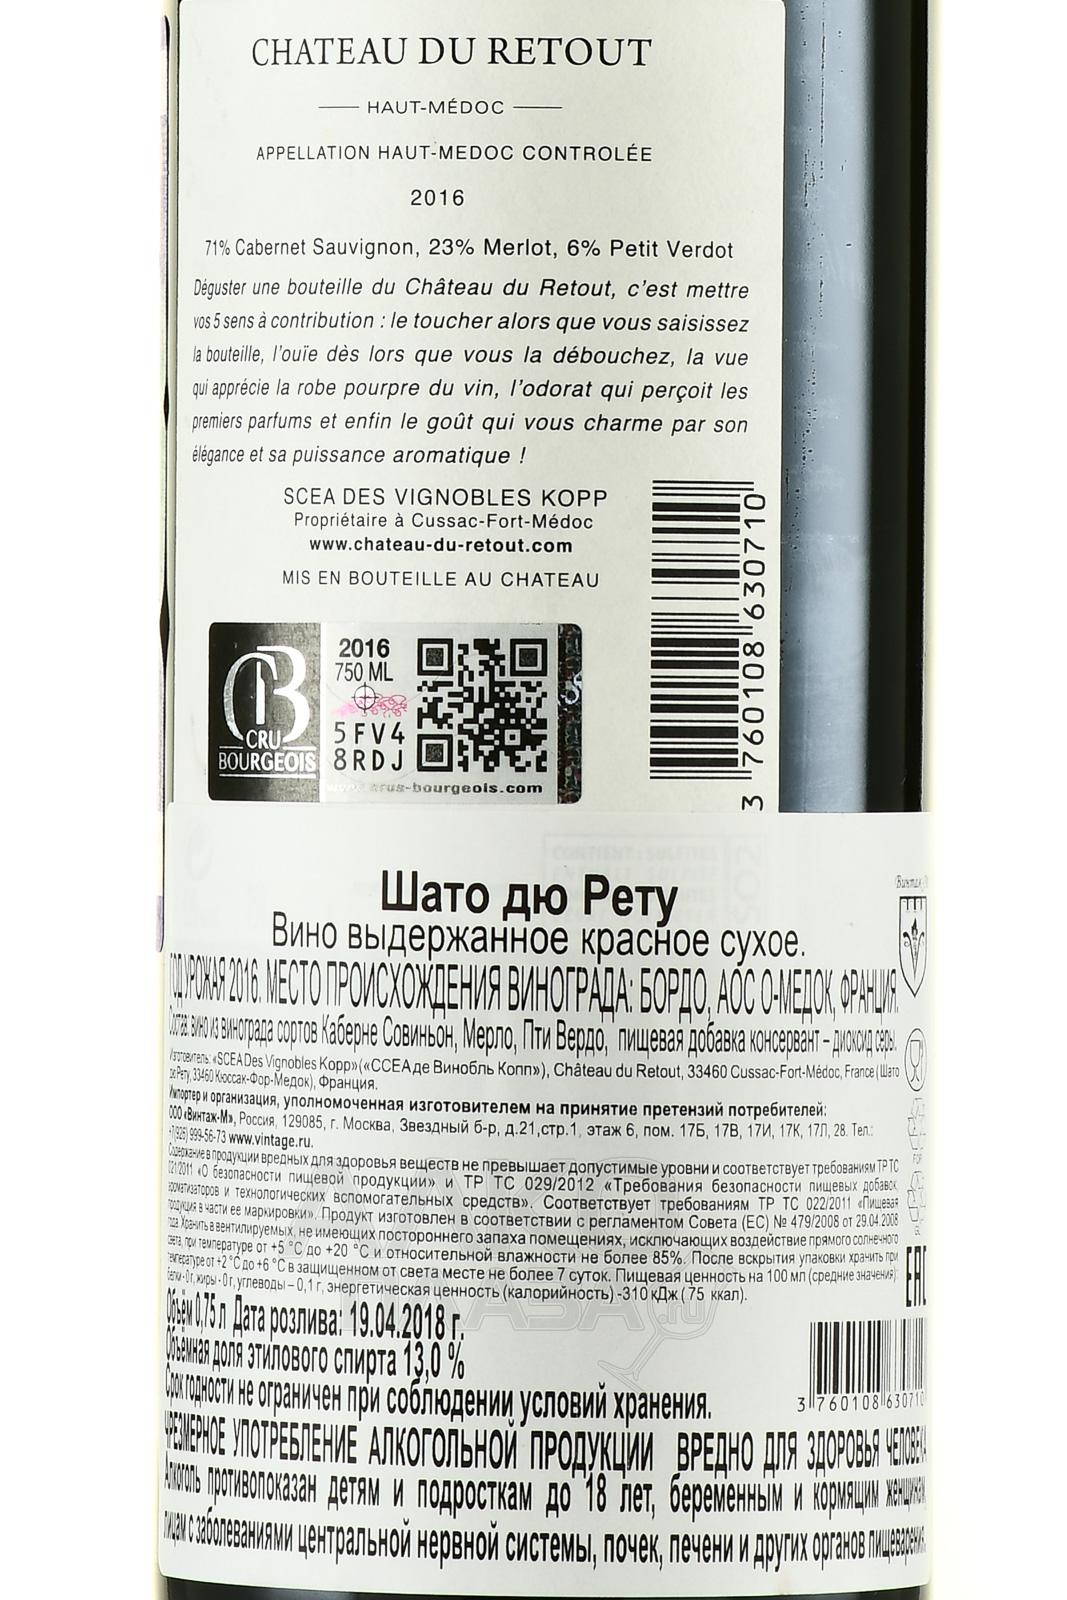 CHATEAU DU RETOUT
HAUT-MÉDOC
APPELLATION HAUT-MEDOC CONTROLÉE
2016
71% Cabernet Sauvignon, 23% Merlot, 6% Petit Verdot
Déguster une bouteille du Château du Retout, c'est mettre
vos 5 sens à contribution : le toucher alors que vous saisissez
la bouteille, l'ouïe dès lors que vous la débouchez, la vue
qui apprécie la robe pourpre du vin, l'odorat qui perçoit les
premiers parfums et enfin le goût qui vous charme par son
élégance et sa puissance aromatique !
SCEA DES VIGNOBLES KOPP
Propriétaire à Cussac-Fort-Médoc
www.chateau-du-retout.com
MIS EN BOUTEILLE AU CHATEAU
3 760108 630710
CB
CRU
BOURGEOIS
2016
750 ML
5FV4
8RDJ
www.crus-bourgeois.com
Шато дю Рету
Вино выдержанное красное сухое.
ГОД УРОЖАЯ 2016. МЕСТО ПРОИСХОЖДЕНИЯ ВИНОГРАДА: БОРДО, АОС О-МЕДОК, ФРАНЦИЯ.
Состав: вино из винограда сортов Каберне Совиньон, Мерло, Пти Вердо, пищевая добавка консервант – диоксид серы.
Изготовитель: «SCEA Des Vignobles Kopp» («ССЕА де Винобль Копп»), Château du Retout, 33460 Cussac-Fort-Médoc, France (Шато
дю Рету, 33460 Кюссак-Фор-Медок), Франция.
Импортер и организация, уполномоченная изготовителем на принятие претензий потребителей:
ООО «Винтаж-М», Россия, 129085, г. Москва, Звездный б-р, д.21,стр.1, этаж 6, пом. 17Б, 17В, 17И, 17К, 17Л, 28. Тел.:
+7(926) 999-56-73 www.vintage.ru.
Содержание в продукции вредных для здоровья веществ не превышает допустимые уровни и соответствует требованиям ТР ТС
021/2011 «О безопасности пищевой продукции» и ТР ТС 029/2012 «Требования безопасности пищевых добавок,
ароматизаторов и технологических вспомогательных средств». Соответствует требованиям ТР ТС 022/2011 «Пищевая
продукция в части ее маркировки». Продукт изготовлен в соответствии с регламентом Совета (ЕС) № 479/2008 от 29.04.2008
года. Хранить в вентилируемых, не имеющих постороннего запаха помещениях, исключающих воздействие прямого солнечного
света, при температуре от +5 °C до +20 °C и относительной влажности не более 85%. После вскрытия упаковки хранить при
температуре от +2 °C до +6 °C в защищенном от света месте не более 7 суток. Пищевая ценность на 100 мл (средние значения):
белки - 0 г, жиры - 0 г, углеводы – 0,1 г, энергетическая ценность (калорийность) -310 кДж ( 75 ккал).
Объём 0,75 л Дата розлива: 19.04.2018 г.
Объёмная доля этилового спирта 13,0 %
Срок годности не ограничен при соблюдении условий хранения.
EAC
3 760108 630710
ЧРЕЗМЕРНОЕ УПОТРЕБЛЕНИЕ АЛКОГОЛЬНОЙ ПРОДУКЦИИ ВРЕДНО ДЛЯ ЗДОРОВЬЯ ЧЕЛОВЕКА
Алкоголь противопоказан детям и подросткам до 18 лет, беременным и кормящим женщинам,
лицам с заболеваниями центральной нервной системы, почек, печени и других органов пищеварения.